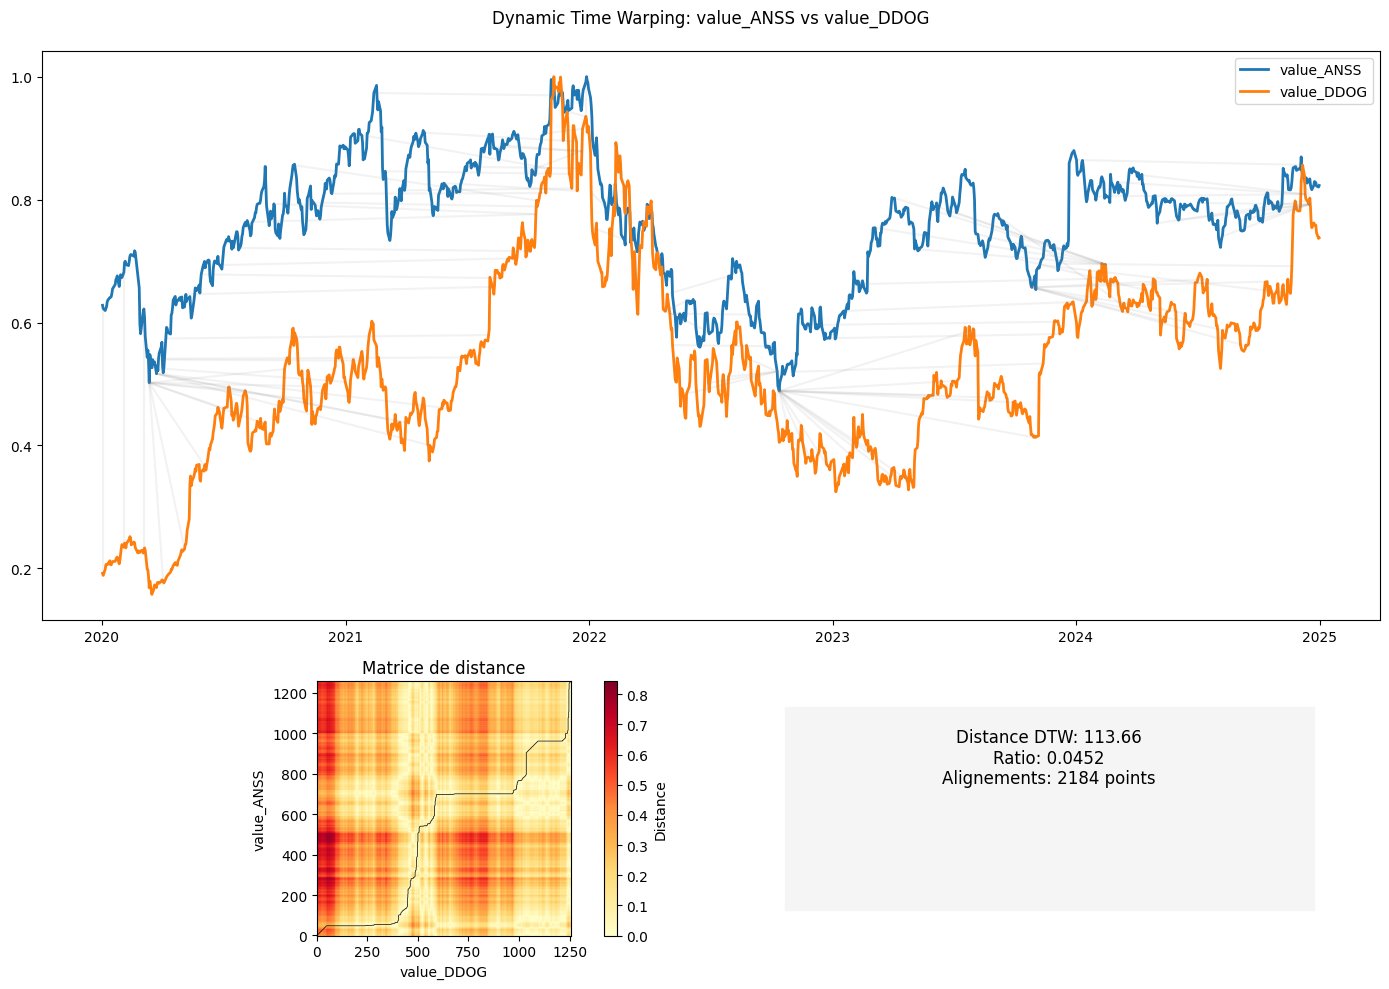 Dynamic Time Warping: value_ANSS vs value_DDOG
value_ANSS
value_DDOG
1.0
0.8
0.6
0.4
0.2
2020 2021 2022 2023 2024 2025
Matrice de distance
value_ANSS
1200
1000
800
600
400
200
0
0 250 500 750 1000 1250
value_DDOG
0.8
0.7
0.6
0.5
0.4
0.3
0.2
0.1
0.0
Distance
Distance DTW: 113.66
Ratio: 0.0452
Alignements: 2184 points